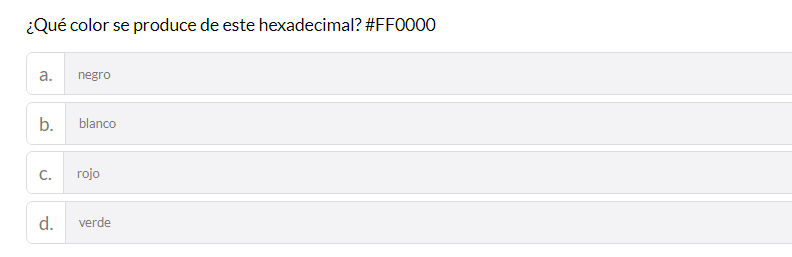 ¿Qué color se produce de este hexadecimal? #FF0000
a. negro
b. blanco
c. rojo
d. verde